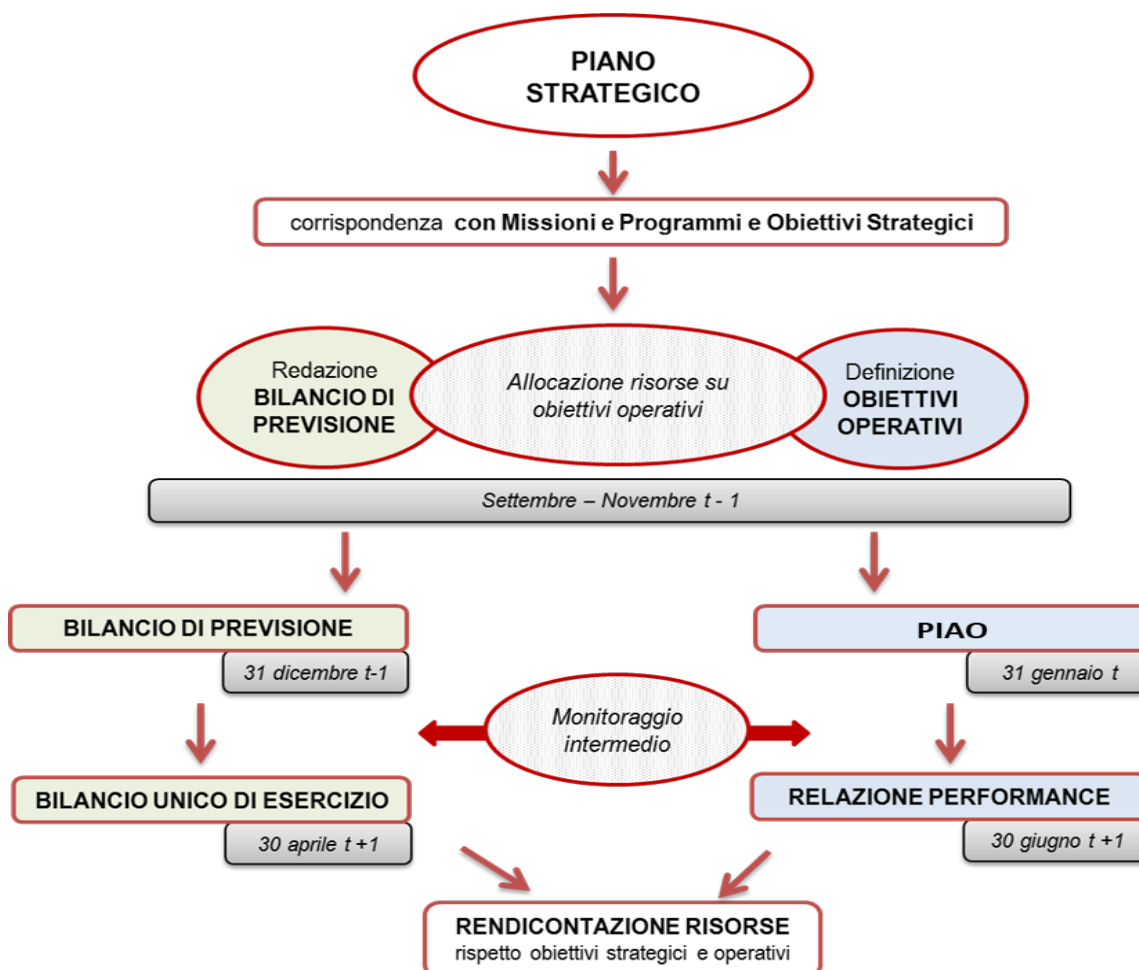 PIANO
STRATEGICO
corrispondenza con Missioni e Programmi e Obiettivi Strategici
Redazione
BILANCIO DI
PREVISIONE
Allocazione risorse su
obiettivi operativi
Definizione
OBIETTIVI
OPERATIVI
Settembre – Novembre t - 1
BILANCIO DI PREVISIONE
31 dicembre t-1
PIAO
31 gennaio t
Monitoraggio
intermedio
BILANCIO UNICO DI ESERCIZIO
30 aprile t +1
RELAZIONE PERFORMANCE
30 giugno t +1
RENDICONTAZIONE RISORSE
rispetto obiettivi strategici e operativi